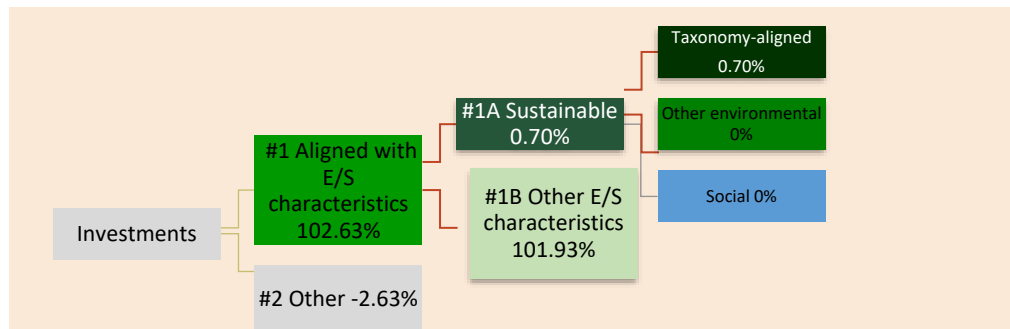 Investments
#1 Aligned with
E/S
characteristics
102.63%
#2 Other -2.63%
#1A Sustainable
0.70%
#1B Other E/S
characteristics
101.93%
Taxonomy-aligned
0.70%
Other environmental
0%
Social 0%